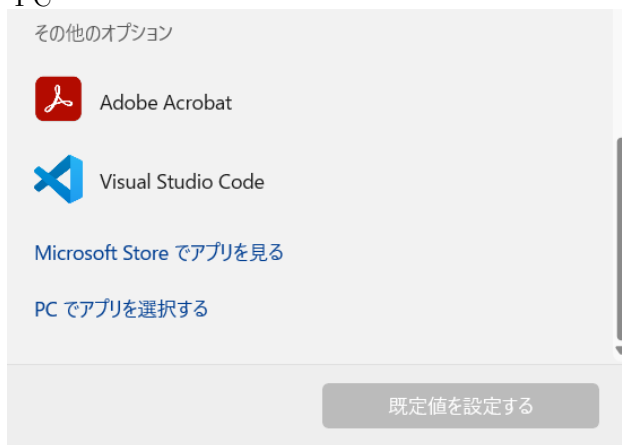 PC
その他のオプション
Adobe Acrobat
Visual Studio Code
Microsoft Store でアプリを見る
PC でアプリを選択する
既定値を設定する